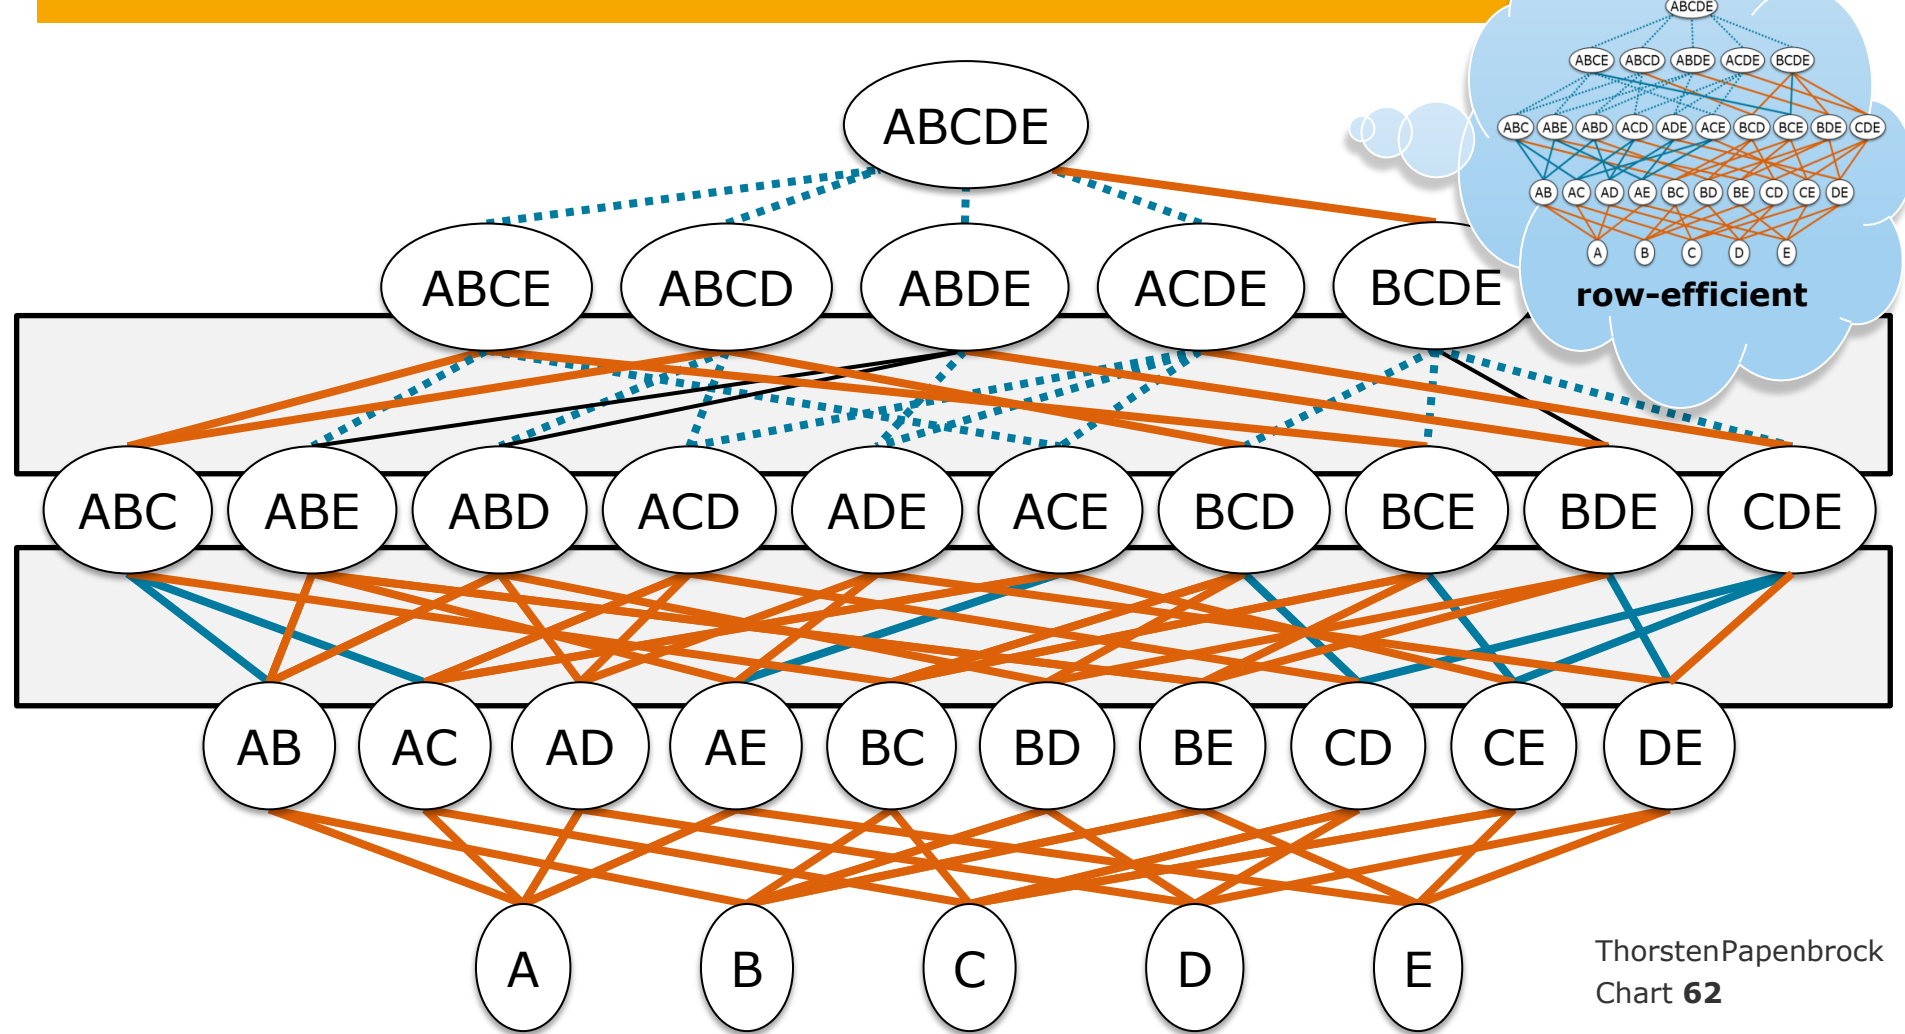 ABCDE
ABCE ABCD ABDE ACDE BCDE
ABC ABE ABD ACD ADE ACE BCD BCE BDE CDE
AB AC AD AE BC BD BE CD CE DE
A B C D E
ABCDE
ABCE ABCD ABDE ACDE BCDE
ABC ABE ABD ACD ADE ACE BCD BCE BDE CDE
AB AC AD AE BC BD BE CD CE DE
A B C D E
row-efficient
ThorstenPapenbrock
Chart 62